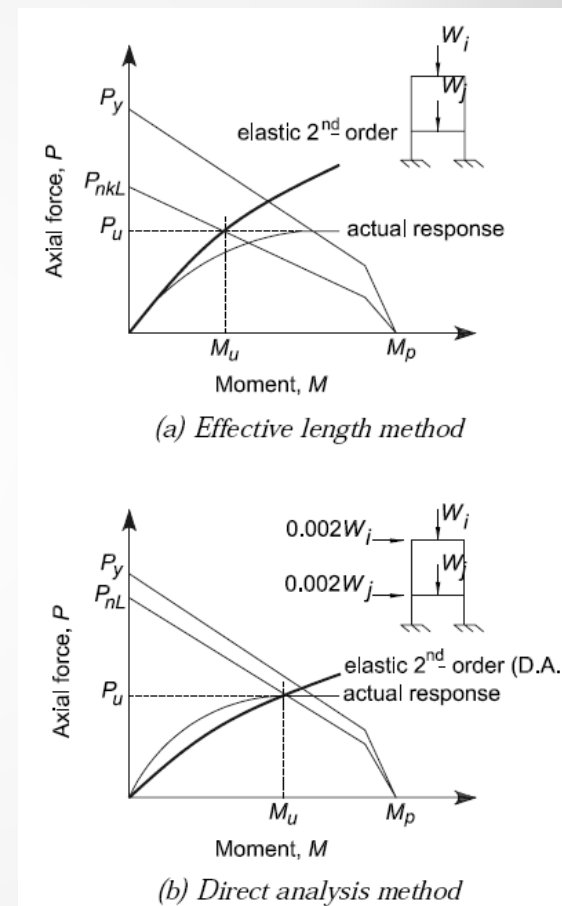 W_i
W_j
P_y
elastic 2nd order
P_nkL
P_u
actual response
Axial force, P
M_u
M_p
Moment, M
(a) Effective length method
W_i
0.002W_i
P_y
W_j
P_nL
0.002W_j
elastic 2nd order (D.A.
P_u
actual response
Axial force, P
M_u
M_p
Moment, M
(b) Direct analysis method